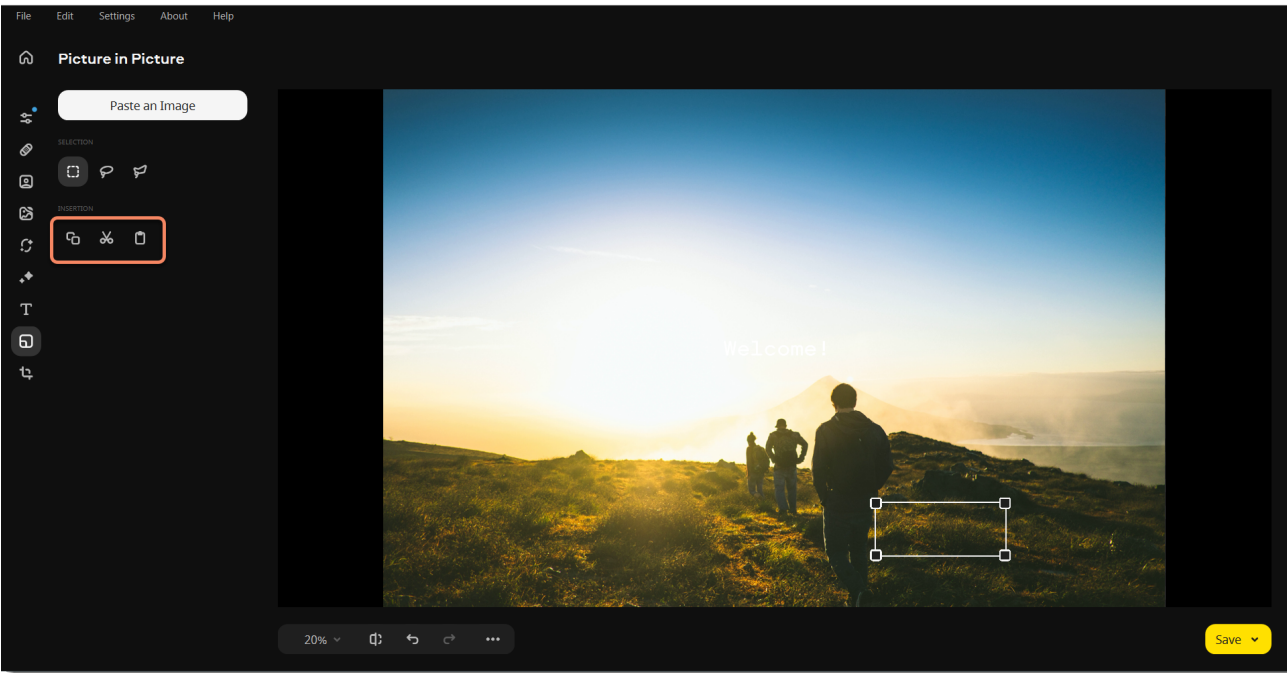 File Edit Settings About Help
Picture in Picture
Paste an Image
SELECTION
INSERTION
Welcome!
20%
Save